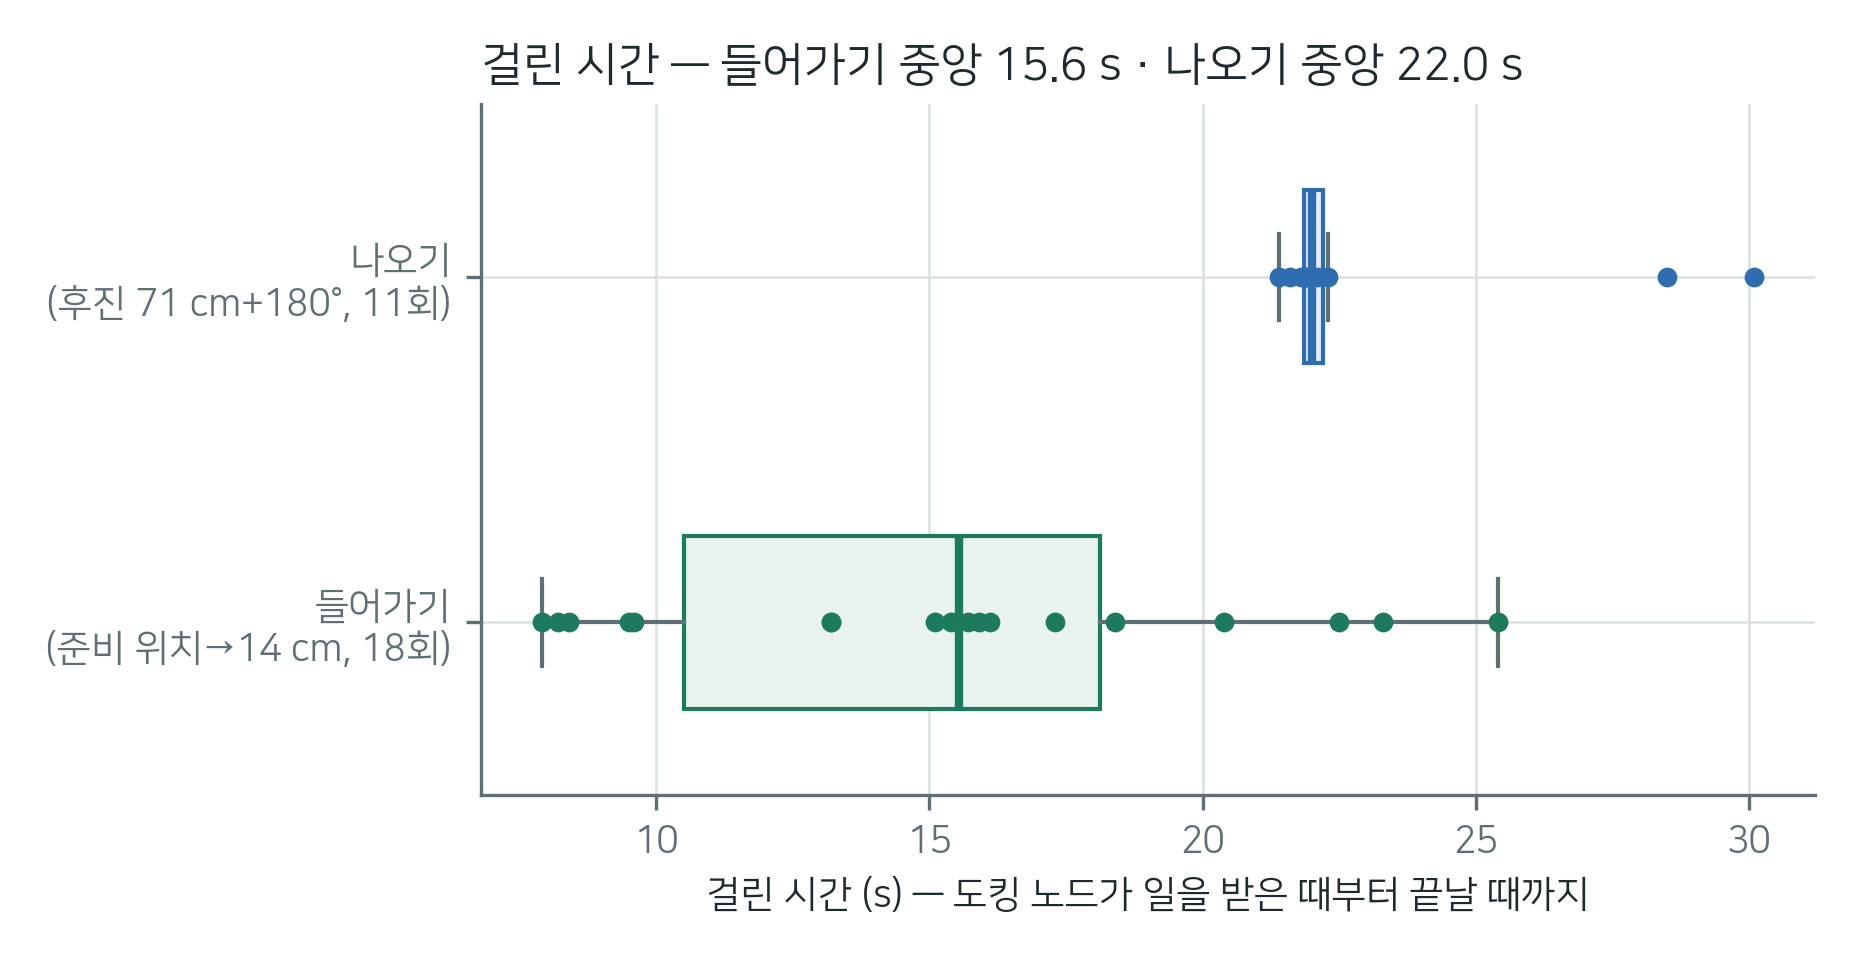 걸린 시간 — 들어가기 중앙 15.6 s · 나오기 중앙 22.0 s
나오기
(후진 71 cm+180°, 11회)
들어가기
(준비 위치→14 cm, 18회)
10 15 20 25 30
걸린 시간 (s) — 도킹 노드가 일을 받은 때부터 끝날 때까지